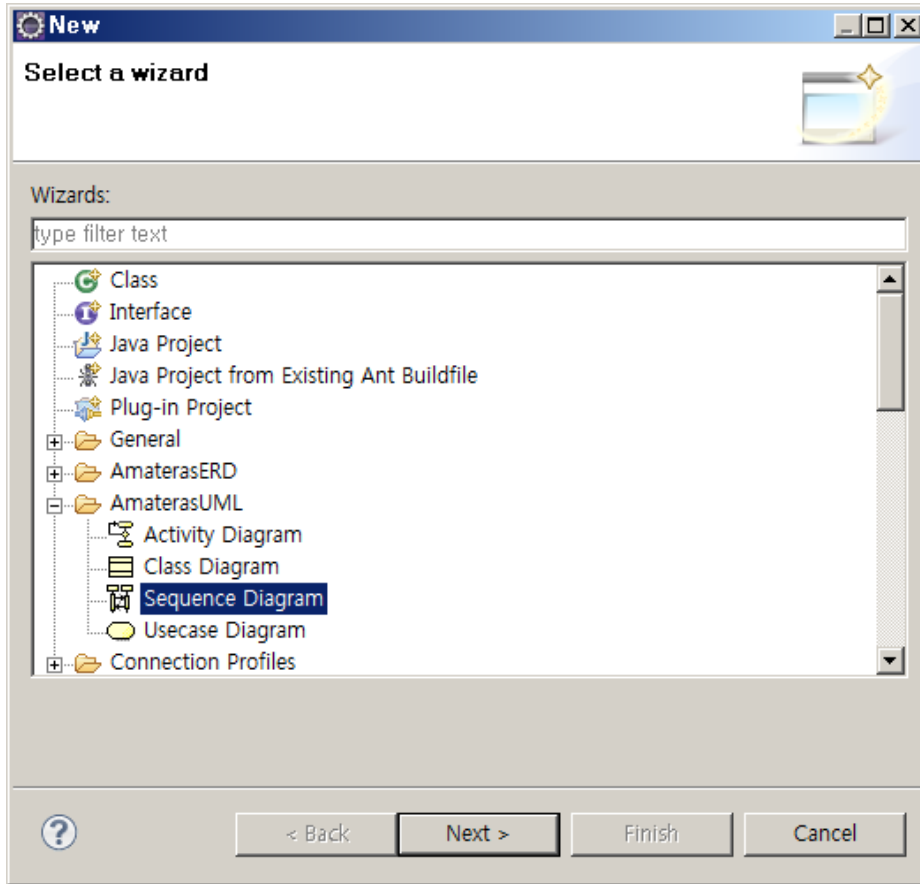 New
Select a wizard
Wizards:
type filter text
Class
Interface
Java Project
Java Project from Existing Ant Buildfile
Plug-in Project
General
AmaterasERD
AmaterasUML
Activity Diagram
Class Diagram
Sequence Diagram
Usecase Diagram
Connection Profiles
? < Back Next > Finish Cancel